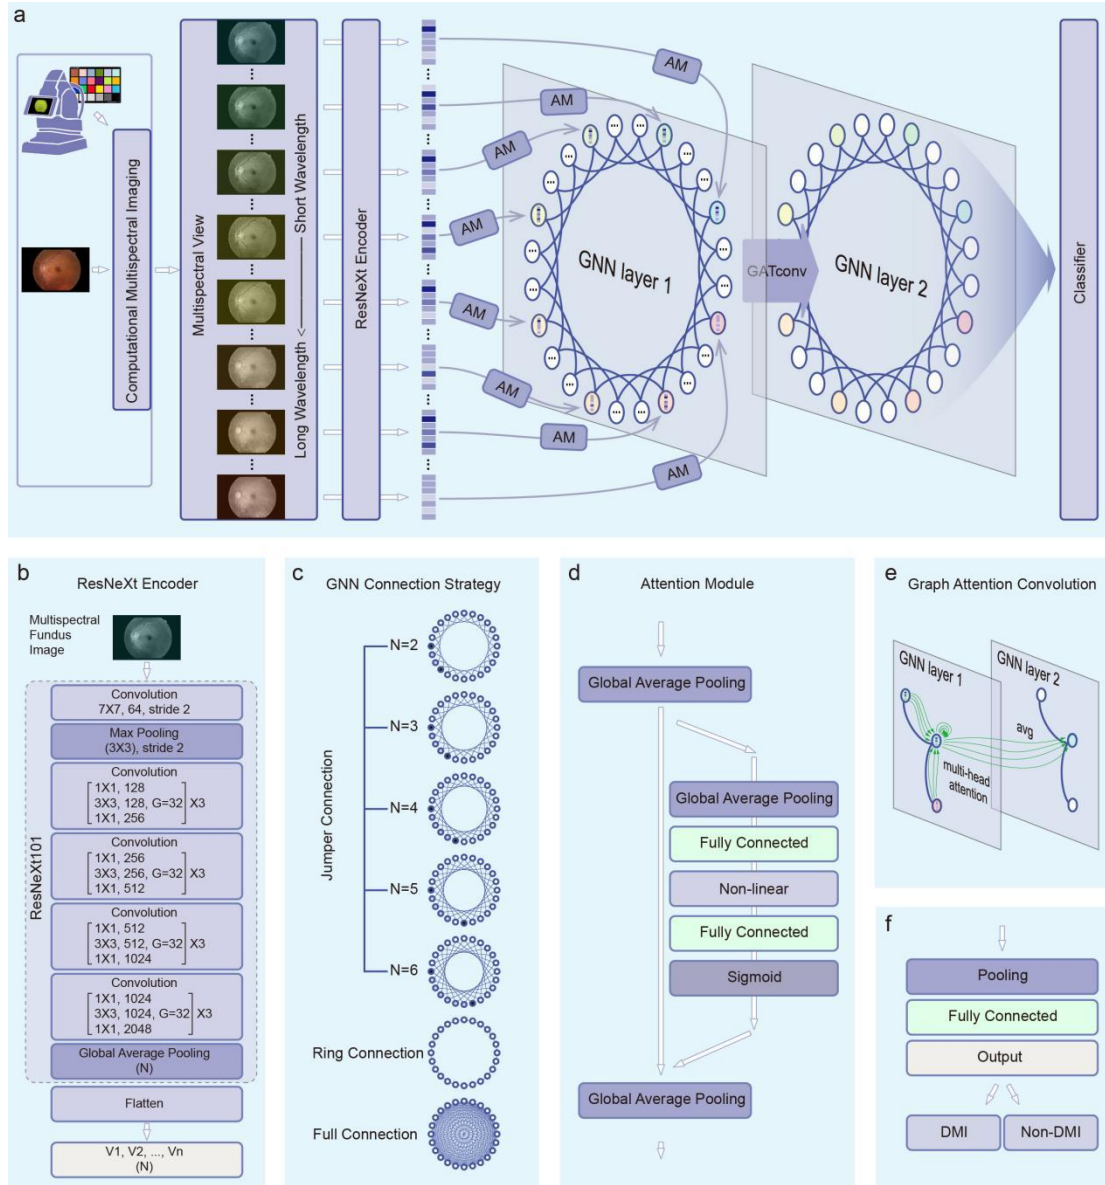 a
Computational Multispectral Imaging
Multispectral View
Long Wavelength <———— Short Wavelength
ResNeXt Encoder
AM
AM
AM
AM
AM
AM
AM
AM
GNN layer 1
GATconv
GNN layer 2
Classifier
b
ResNeXt Encoder
Multispectral
Fundus
Image
ResNeXt101
Convolution
7X7, 64, stride 2
Max Pooling
(3X3), stride 2
Convolution
1X1, 128
3X3, 128, G=32 X3
1X1, 256
Convolution
1X1, 256
3X3, 256, G=32 X3
1X1, 512
Convolution
1X1, 512
3X3, 512, G=32 X3
1X1, 1024
Convolution
1X1, 1024
3X3, 1024, G=32 X3
1X1, 2048
Global Average Pooling
(N)
Flatten
V1, V2, ..., Vn
(N)
c
GNN Connection Strategy
Jumper Connection
N=2
N=3
N=4
N=5
N=6
Ring Connection
Full Connection
d
Attention Module
Global Average Pooling
Global Average Pooling
Fully Connected
Non-linear
Fully Connected
Sigmoid
Global Average Pooling
e
Graph Attention Convolution
GNN layer 1
GNN layer 2
avg
multi-head
attention
f
Pooling
Fully Connected
Output
DMI
Non-DMI